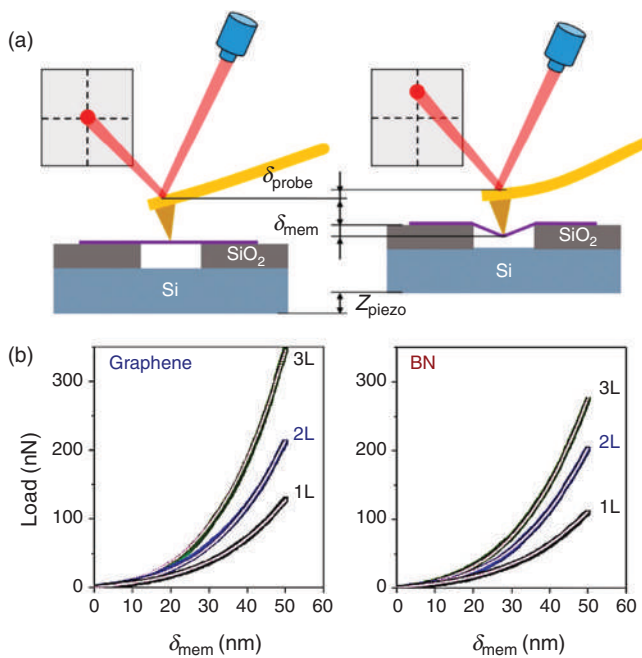 (a)
δprobe
δmem
SiO2
Si
Zpiezo
SiO2
Si
(b)
Graphene
3L
2L
1L
300
200
100
0
Load (nN)
0 10 20 30 40 50 60
δmem (nm)
BN
3L
2L
1L
300
200
100
0
0 10 20 30 40 50 60
δmem (nm)